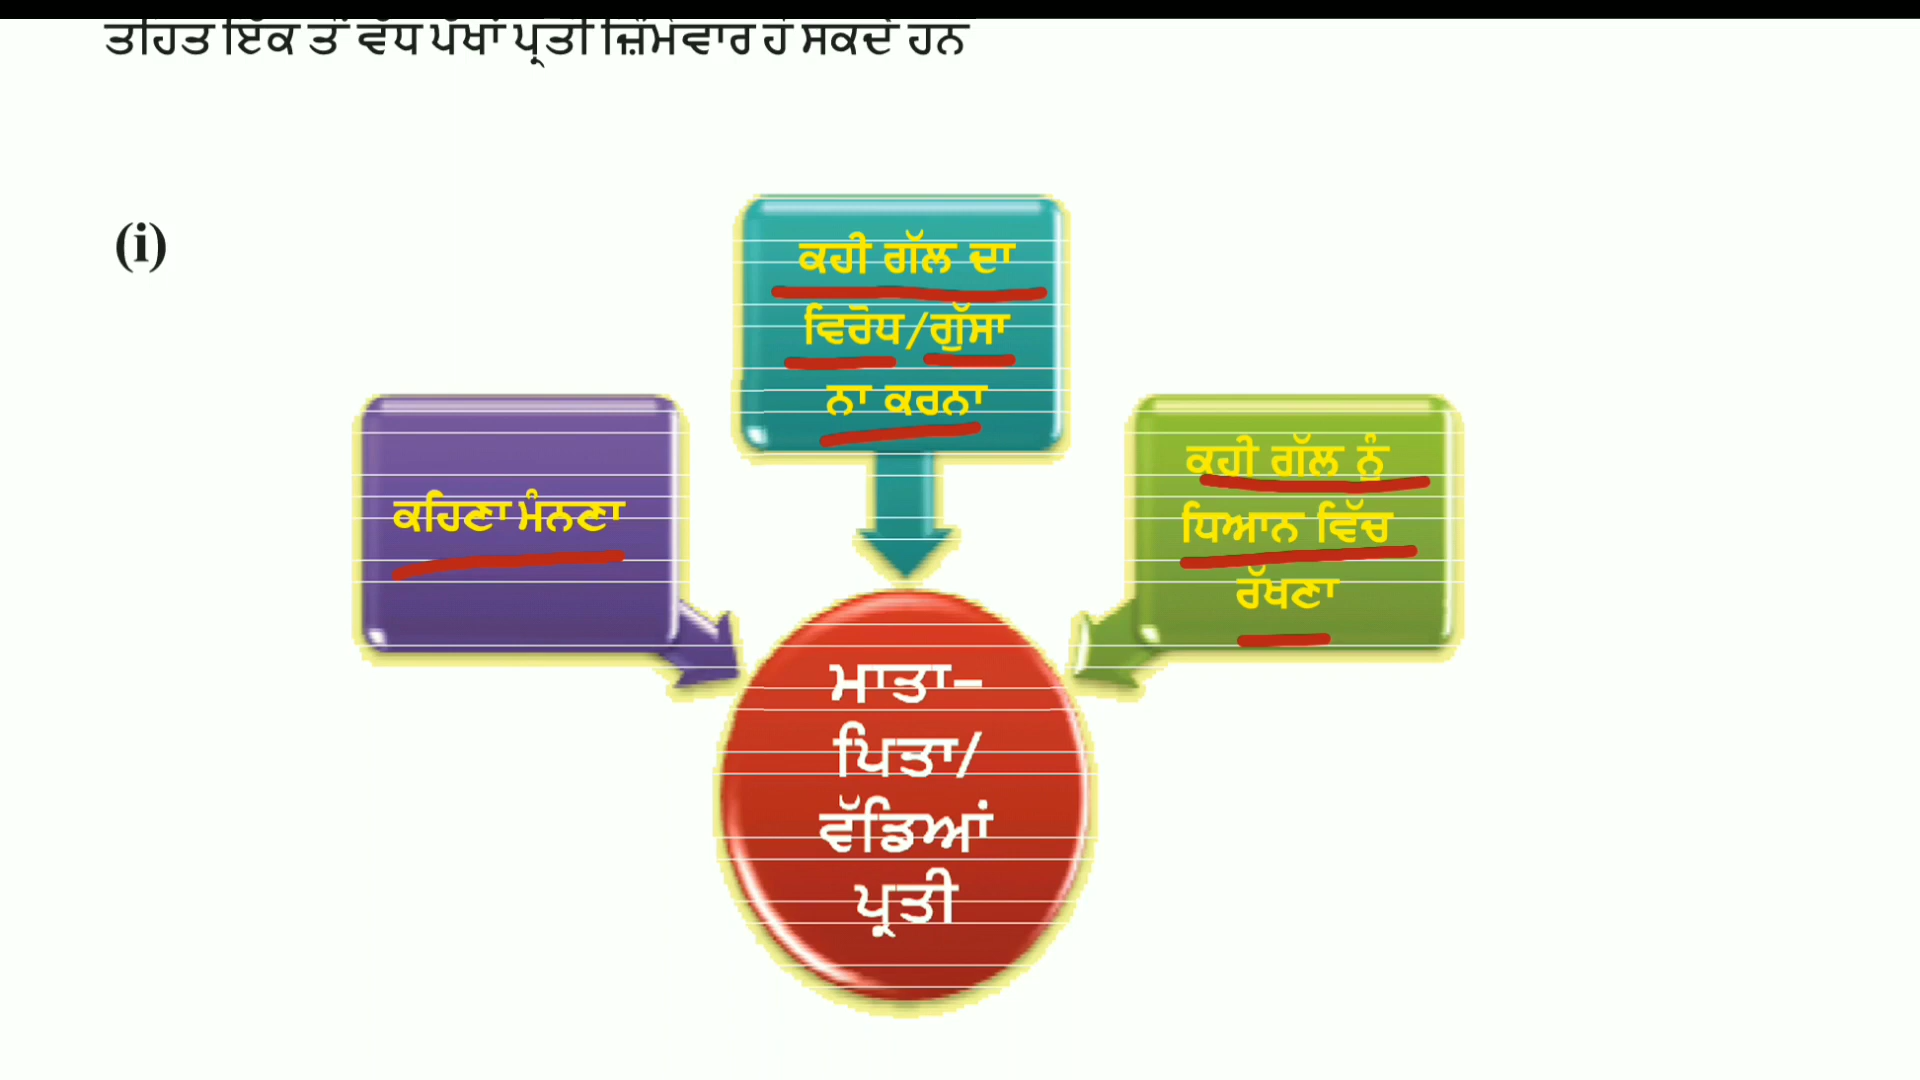 ਤਹਿਤ ਇੱਕ ਤੋਂ ਵੱਧ ਪੱਖਾਂ ਪ੍ਰਤੀ ਜ਼ਿੰਮੇਵਾਰ ਹੋ ਸਕਦੇ ਹਨ
(i)
ਕਹੀ ਗੱਲ ਦਾ
ਵਿਰੋਧ/ਗੁੱਸਾ
ਨਾ ਕਰਨਾ
ਕਹਿਣਾ ਮੰਨਣਾ
ਕਹੀ ਗੱਲ ਨੂੰ
ਧਿਆਨ ਵਿੱਚ
ਰੱਖਣਾ
ਮਾਤਾ-
ਪਿਤਾ/
ਵੱਡਿਆਂ
ਪ੍ਰਤੀ